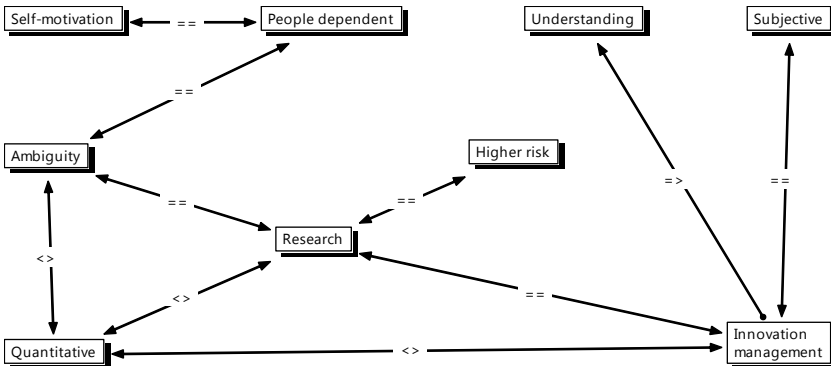 Self-motivation
==
People dependent
Understanding
Subjective
==
Ambiguity
Higher risk
==
==
=>
==
Research
<>
<>
==
Quantitative
<>
Innovation
management